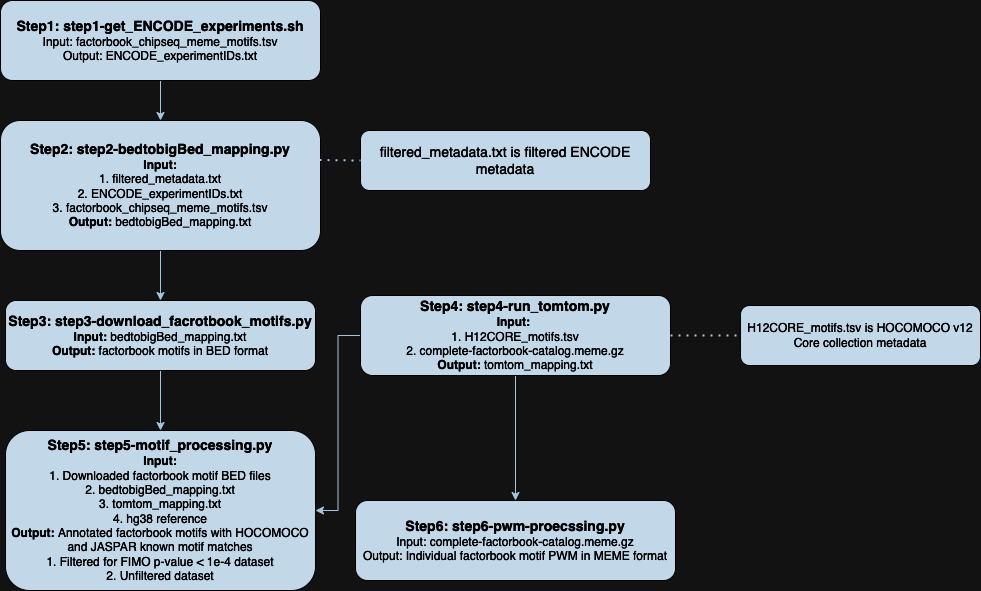 Step1: step1-get_ENCODE_experiments.sh
Input: factorbook_chipseq_meme_motifs.tsv
Output: ENCODE_experimentIDs.txt
Step2: step2-bedtobigBed_mapping.py
Input:
1. filtered_metadata.txt
2. ENCODE_experimentIDs.txt
3. factorbook_chipseq_meme_motifs.tsv
Output: bedtobigBed_mapping.txt
filtered_metadata.txt is filtered ENCODE
metadata
Step3: step3-download_facrotbook_motifs.py
Input: bedtobigBed_mapping.txt
Output: factorbook motifs in BED format
Step4: step4-run_tomtom.py
Input:
1. H12CORE_motifs.tsv
2. complete-factorbook-catalog.meme.gz
Output: tomtom_mapping.txt
H12CORE_motifs.tsv is HOCOMOCO v12
Core collection metadata
Step5: step5-motif_processing.py
Input:
1. Downloaded factorbook motif BED files
2. bedtobigBed_mapping.txt
3. tomtom_mapping.txt
4. hg38 reference
Output: Annotated factorbook motifs with HOCOMOCO
and JASPAR known motif matches
1. Filtered for FIMO p-value < 1e-4 dataset
2. Unfiltered dataset
Step6: step6-pwm-proecssing.py
Input: complete-factorbook-catalog.meme.gz
Output: Individual factorbook motif PWM in MEME format